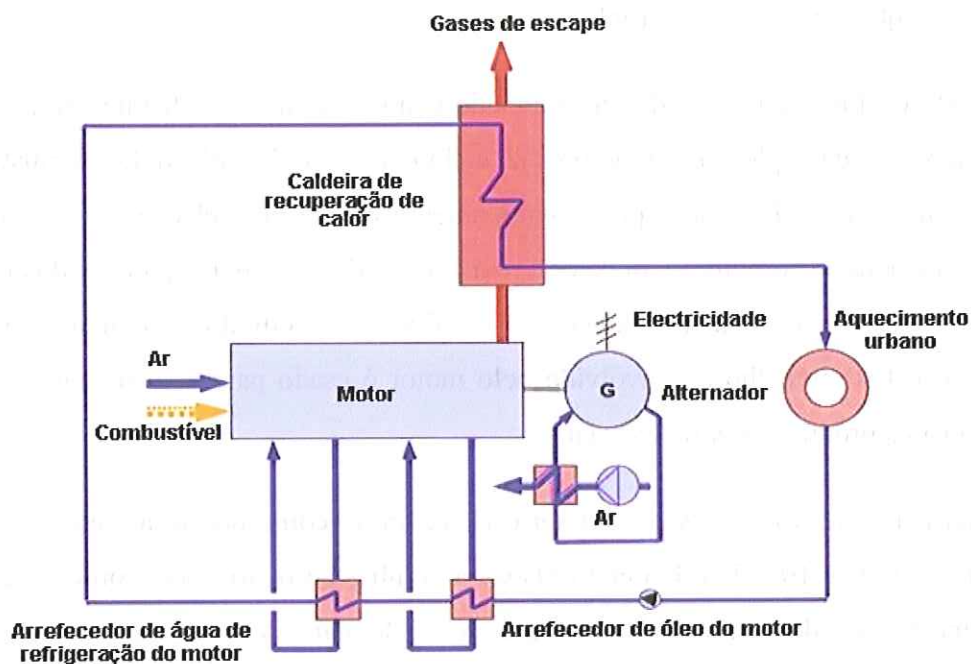 Gases de escape
Caldeira de
recuperação de
calor
Electricidade
Aquecimento
urbano
Ar
Motor
G
Alternador
Combustível
Ar
Arrefecedor de água de
refrigeração do motor
Arrefecedor de óleo do motor